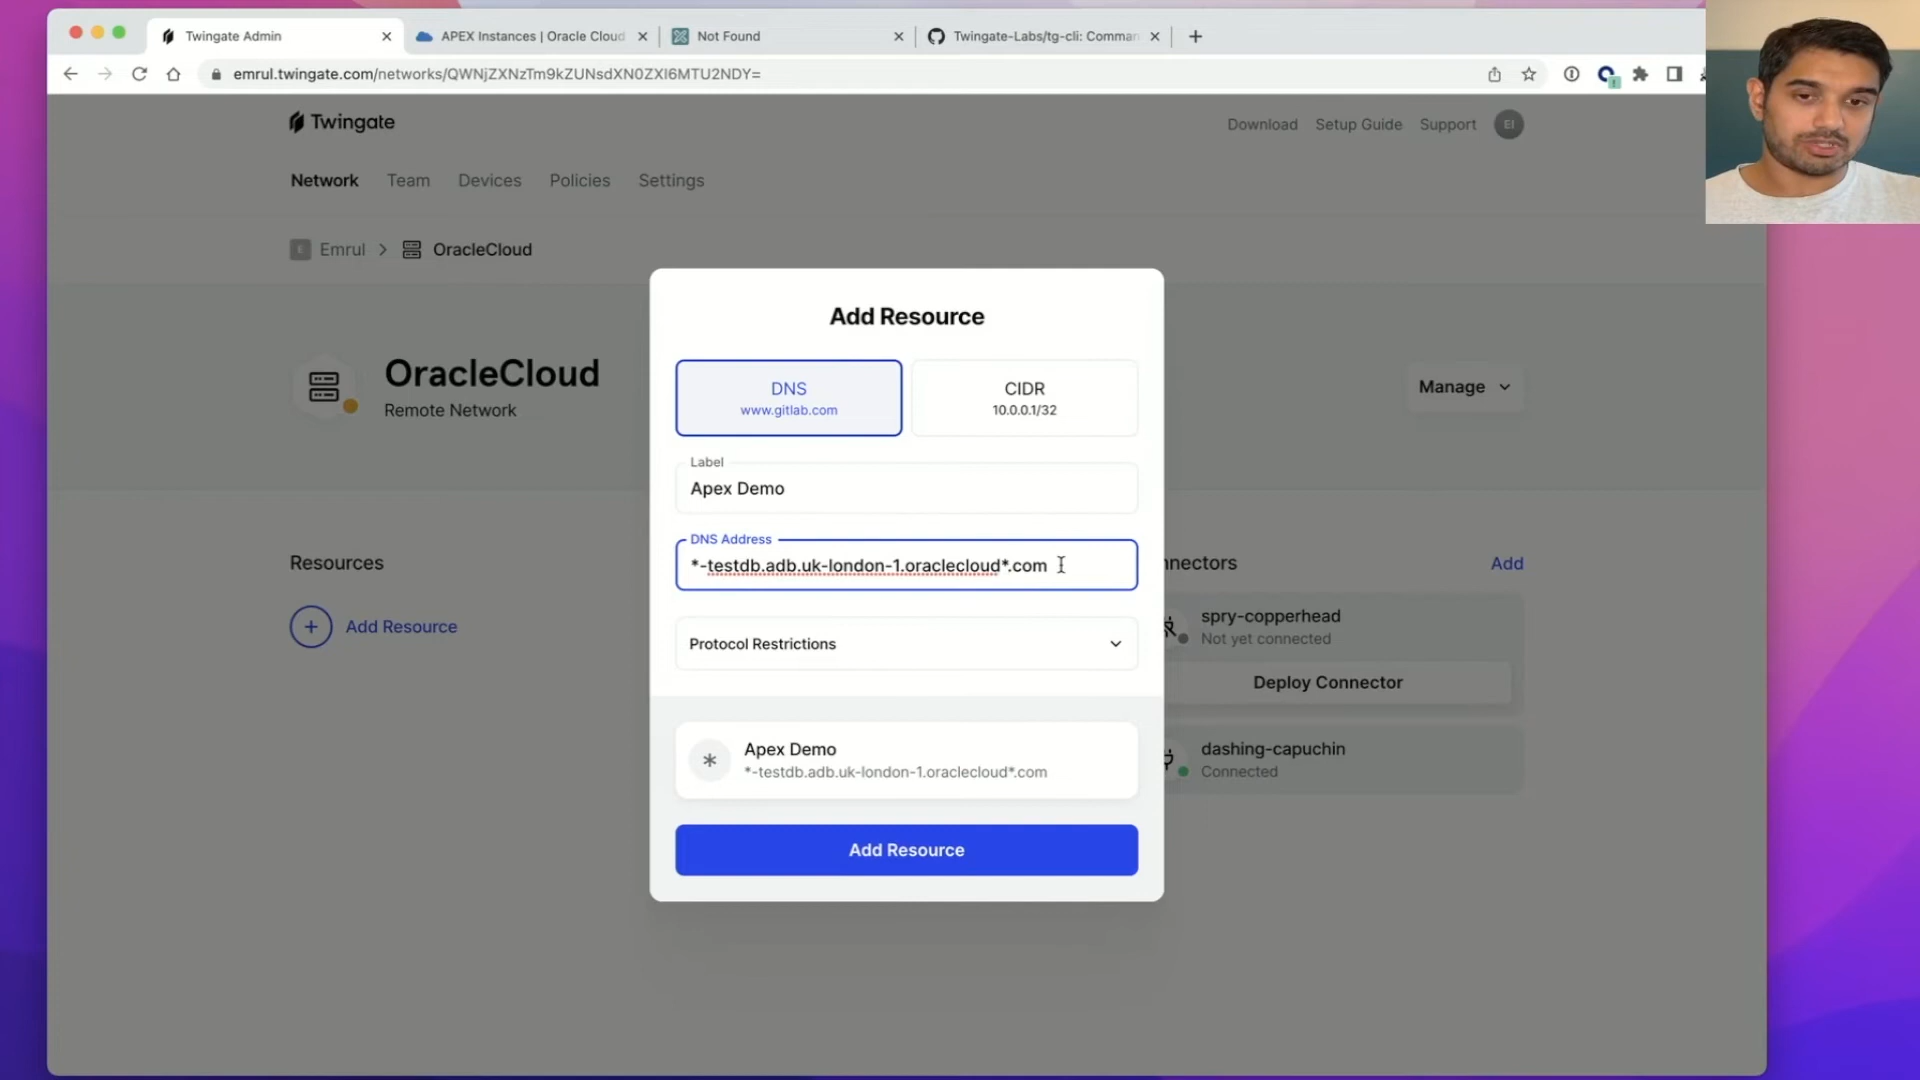 Twingate Admin
APEX Instances | Oracle Cloud
Not Found
Twingate-Labs/tg-cli: Comman
emrul.twingate.com/networks/QWNjZXNzTm9kZUNsdXN0ZXI6MTU2NDY=
Twingate
Download
Setup Guide
Support
EI
Network
Team
Devices
Policies
Settings
E
Emrul
OracleCloud
OracleCloud
Remote Network
Manage
Add Resource
DNS
www.gitlab.com
CIDR
10.0.0.1/32
Label
Apex Demo
DNS Address
*-testdb.adb.uk-london-1.oraclecloud*.com
Protocol Restrictions
Apex Demo
*-testdb.adb.uk-london-1.oraclecloud*.com
Add Resource
Resources
Add Resource
nnectors
Add
spry-copperhead
Not yet connected
Deploy Connector
dashing-capuchin
Connected